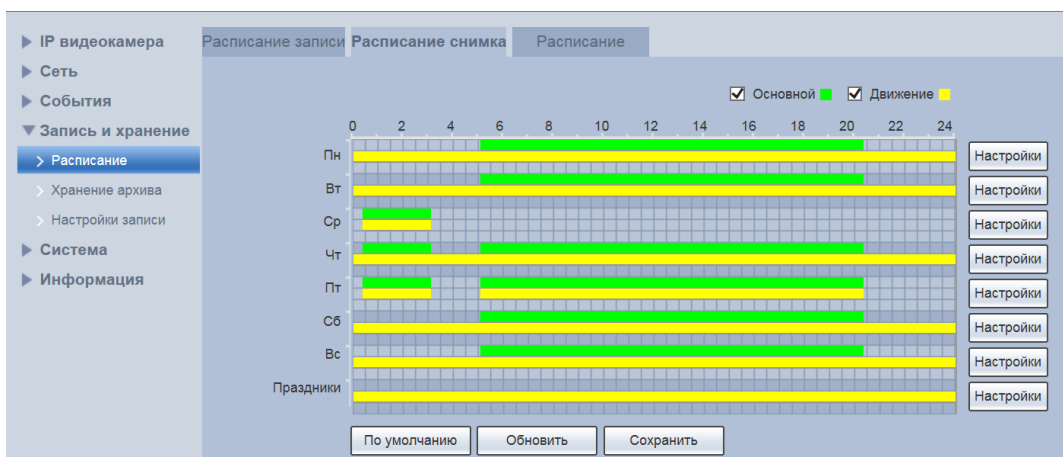 IP видеокамера
Сеть
События
Запись и хранение
Расписание
Хранение архива
Настройки записи
Система
Информация
Расписание записи Расписание снимка Расписание
Основной Движение
0 2 4 6 8 10 12 14 16 18 20 22 24
Пн Настройки
Вт Настройки
Ср Настройки
Чт Настройки
Пт Настройки
Сб Настройки
Вс Настройки
Праздники Настройки
По умолчанию Обновить Сохранить